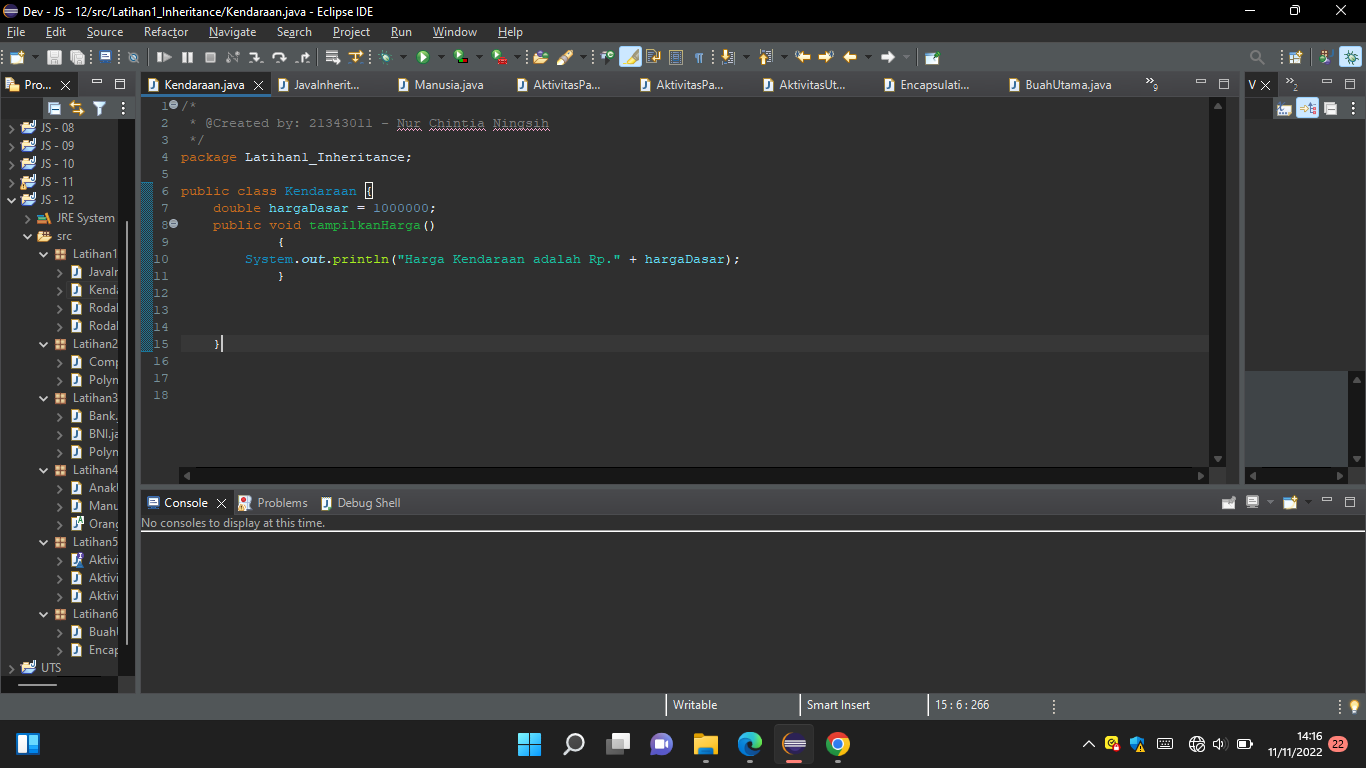 Dev - JS - 12/src/Latihan1_Inheritance/Kendaraan.java - Eclipse IDE
File Edit Source Refactor Navigate Search Project Run Window Help
Pro...
Kendaraan.java JavaInherit... Manusia.java AktivitasPa... AktivitasPa... AktivitasUt... Encapsulati... BuahUtama.java »9
V »2
JS - 08
JS - 09
JS - 10
JS - 11
JS - 12
JRE System
src
Latihan1
JavaIr
Kenda
Rodal
Rodal
Latihan2
Comp
Polyn
Latihan3
Bank.
BNI.ja
Polyn
Latihan4
Anak
Manu
Orang
Latihan5
Aktivi
Aktivi
Aktivi
Latihan6
Buah
Encap
UTS
1 /*
2 * @Created by: 21343011 - Nur Chintia Ningsih
3 */
4 package Latihan1_Inheritance;
5
6 public class Kendaraan {
7 double hargaDasar = 1000000;
8 public void tampilkanHarga()
9 {
10 System.out.println("Harga Kendaraan adalah Rp." + hargaDasar);
11 }
12
13
14
15 }
16
17
18
Console Problems Debug Shell
No consoles to display at this time.
Writable Smart Insert 15 : 6 : 266
14:16
11/11/2022
22